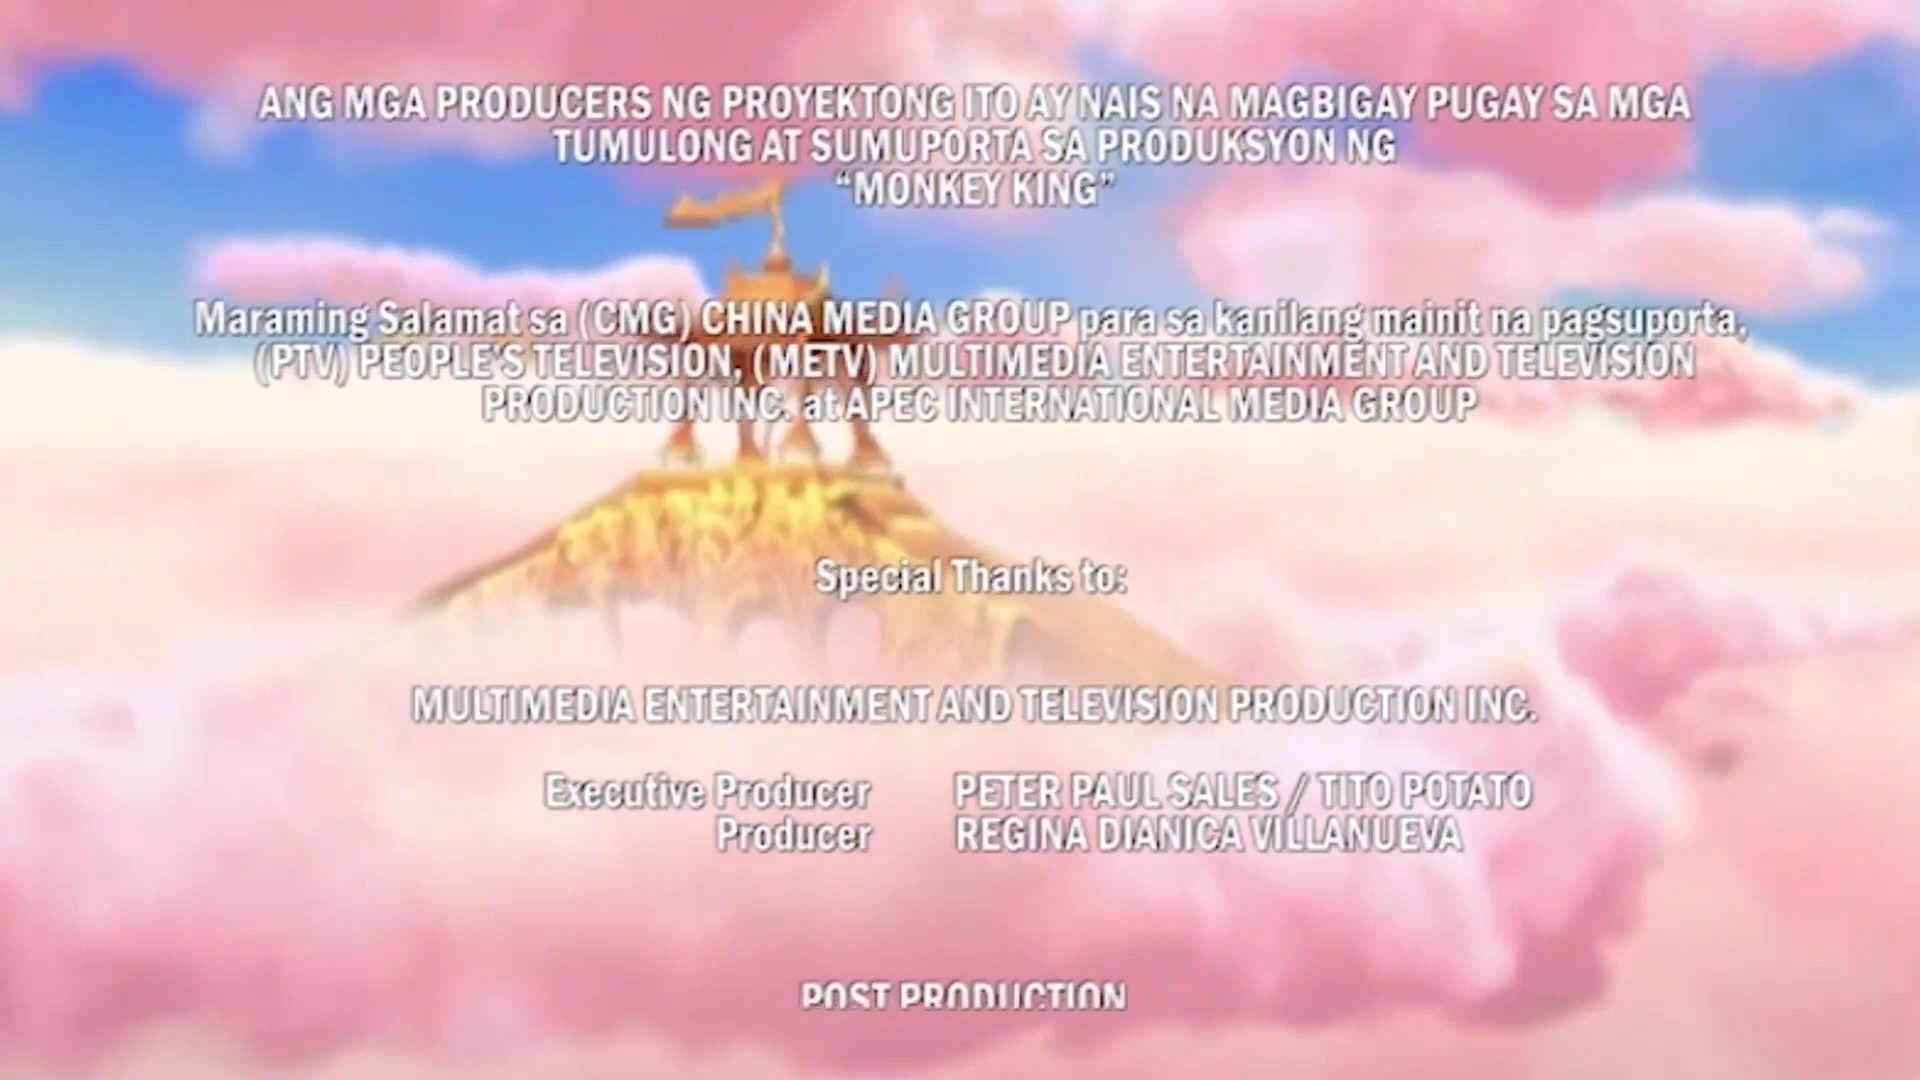 ANG MGA PRODUCERS NG PROYEKTONG ITO AY NAIS NA MAGBIGAY PUGAY SA MGA
TUMULONG AT SUMUPORTA SA PRODUKSYON NG
“MONKEY KING”
Maraming Salamat sa (CMG) CHINA MEDIA GROUP para sa kanilang mainit na pagsuporta,
(PTV) PEOPLE'S TELEVISION, (METV) MULTIMEDIA ENTERTAINMENT AND TELEVISION
PRODUCTION INC. at APEC INTERNATIONAL MEDIA GROUP
Special Thanks to:
MULTIMEDIA ENTERTAINMENT AND TELEVISION PRODUCTION INC.
Executive Producer PETER PAUL SALES / TITO POTATO
Producer REGINA DIANICA VILLANUEVA
POST PRODUCTION